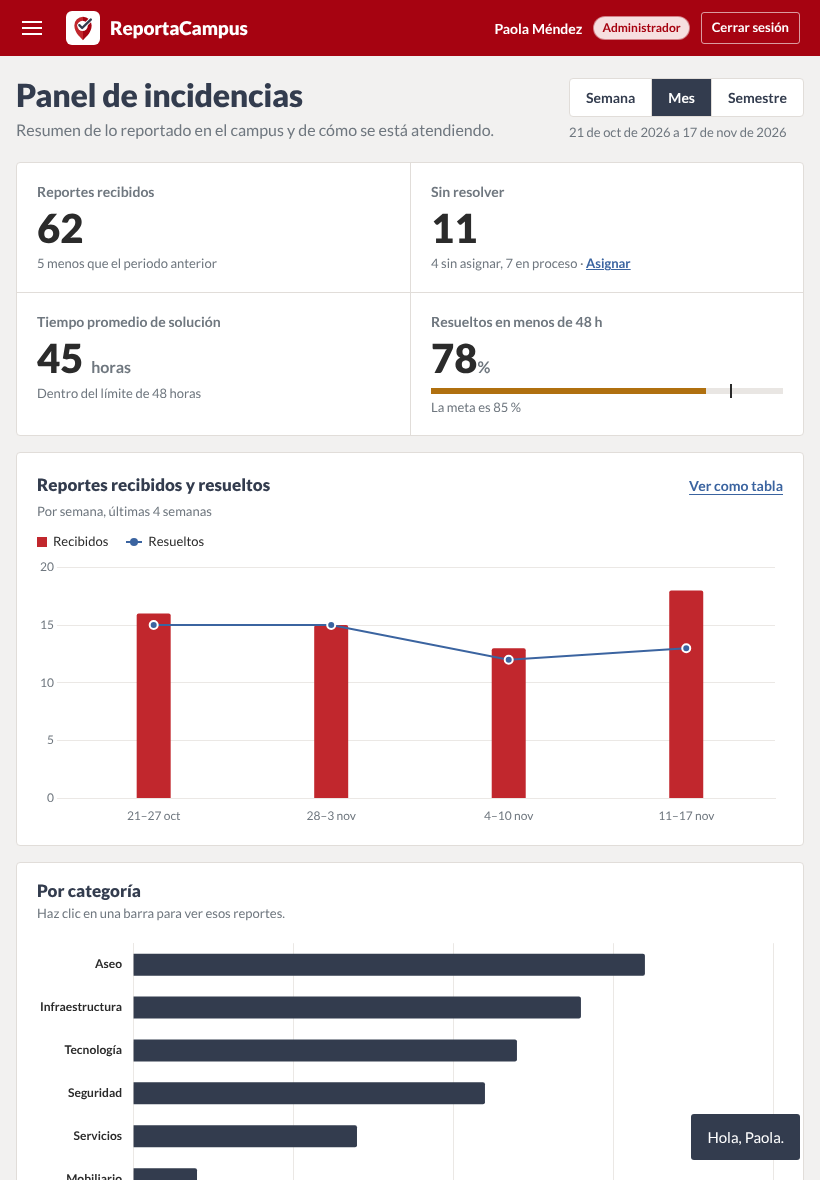 ReportaCampus
Paola Méndez
Administrador
Cerrar sesión
Panel de incidencias
Resumen de lo reportado en el campus y de cómo se está atendiendo.
Semana
Mes
Semestre
21 de oct de 2026 a 17 de nov de 2026
Reportes recibidos
62
5 menos que el periodo anterior
Sin resolver
11
4 sin asignar, 7 en proceso · Asignar
Tiempo promedio de solución
45 horas
Dentro del límite de 48 horas
Resueltos en menos de 48 h
78%
La meta es 85 %
Reportes recibidos y resueltos
Ver como tabla
Por semana, últimas 4 semanas
Recibidos
Resueltos
20
15
10
5
0
21–27 oct
28–3 nov
4–10 nov
11–17 nov
Por categoría
Haz clic en una barra para ver esos reportes.
Aseo
Infraestructura
Tecnología
Seguridad
Servicios
Mobiliario
Hola, Paola.